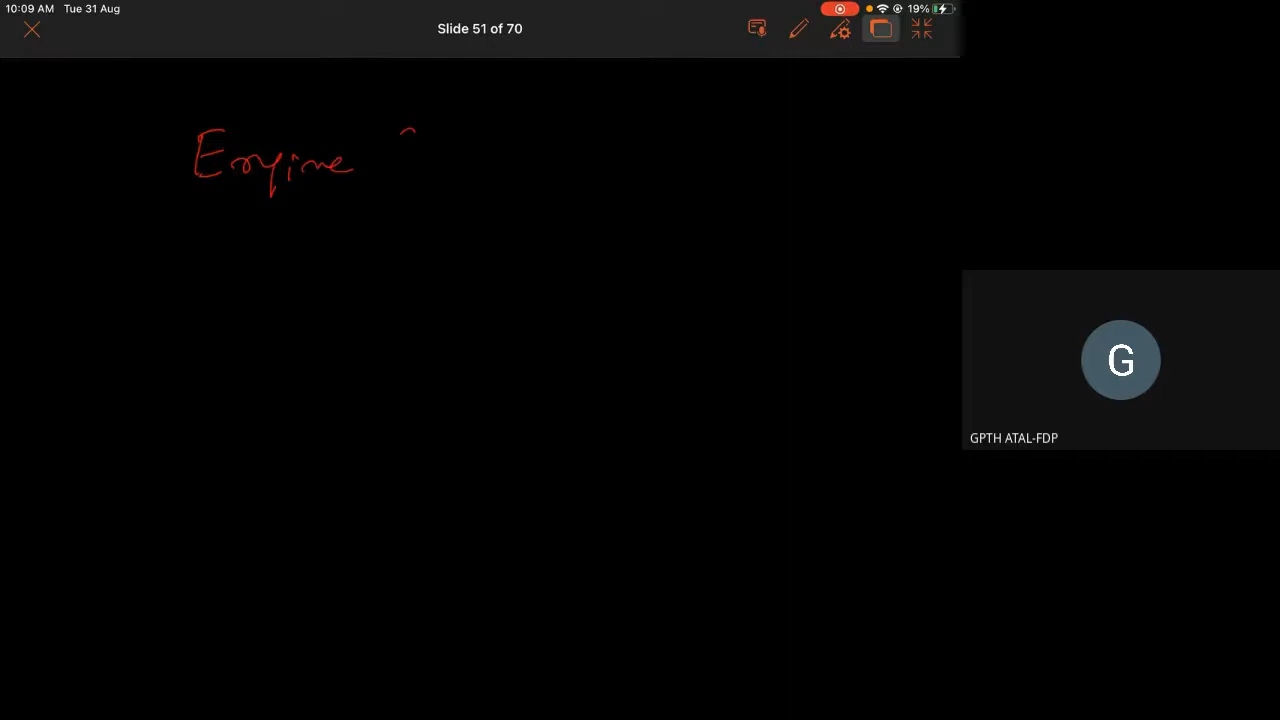 10:09 AM Tue 31 Aug 19%
Slide 51 of 70
Engine
G
GPTH ATAL-FDP